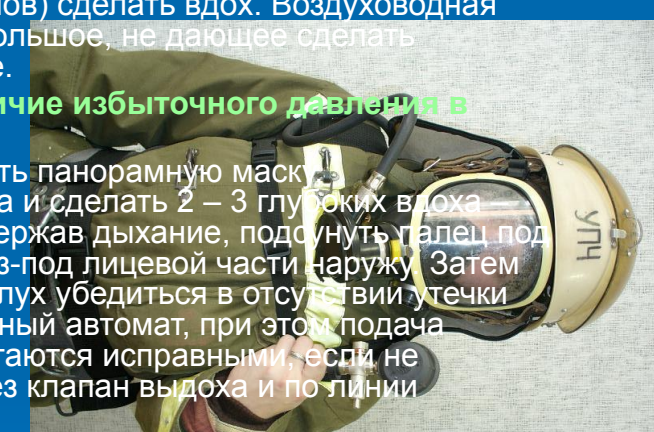 нов) сделать вдох. Воздуховодная
ольшое, не дающее сделать
е.
ичие избыточного давления в
ть панорамную маску
а и сделать 2 – 3 глубоких вдоха –
ержав дыхание, подсунуть палец под
з-под лицевой части наружу. Затем
лух убедиться в отсутствии утечки
ный автомат, при этом подача
таются исправными, если не
ез клапан выдоха и по линии
УПЧ